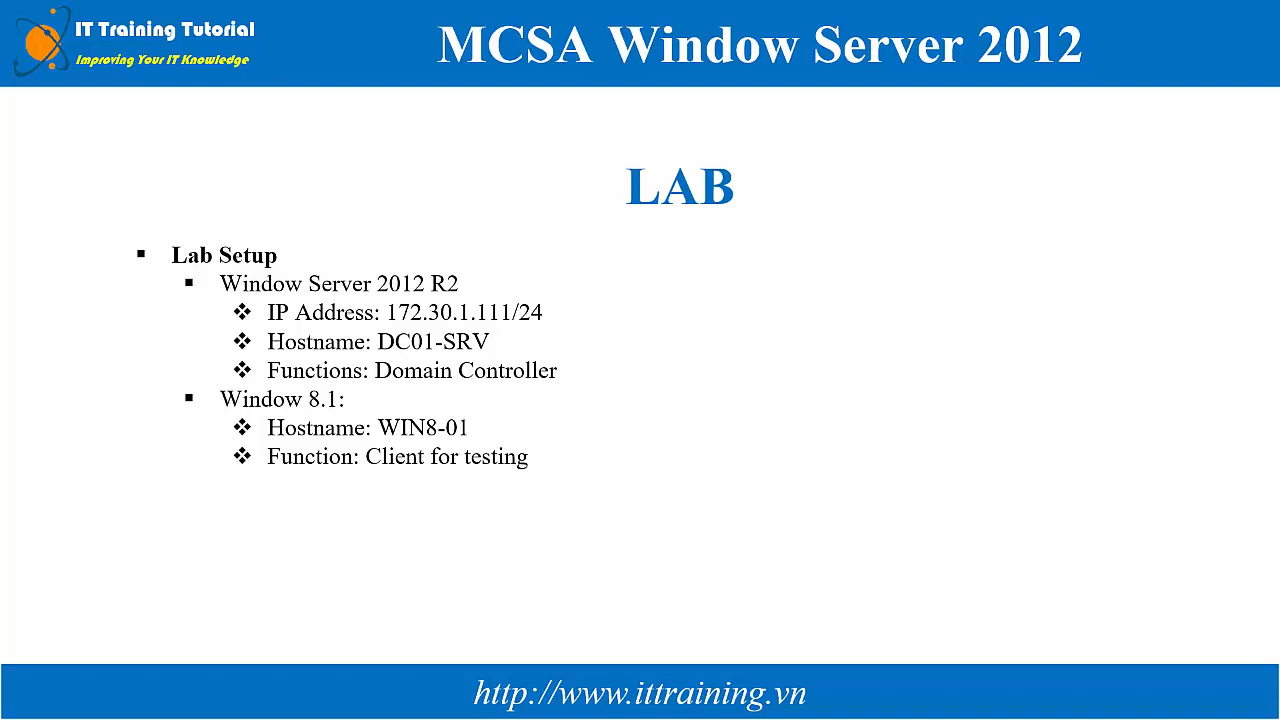 IT Training Tutorial
Improving Your IT Knowledge
MCSA Window Server 2012
LAB
▪ Lab Setup
▪ Window Server 2012 R2
❖ IP Address: 172.30.1.111/24
❖ Hostname: DC01-SRV
❖ Functions: Domain Controller
▪ Window 8.1:
❖ Hostname: WIN8-01
❖ Function: Client for testing
http://www.ittraining.vn